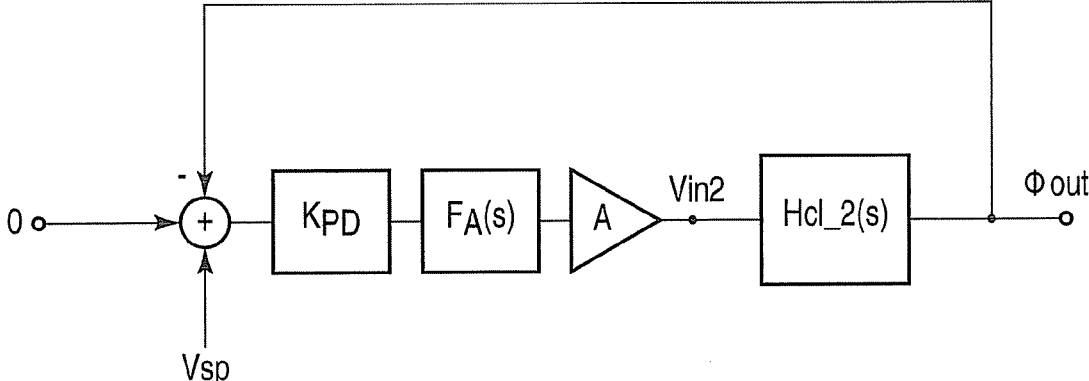 -
0
+
KPD
FA(s)
A
Vin2
Hcl_2(s)
Φout
Vsp